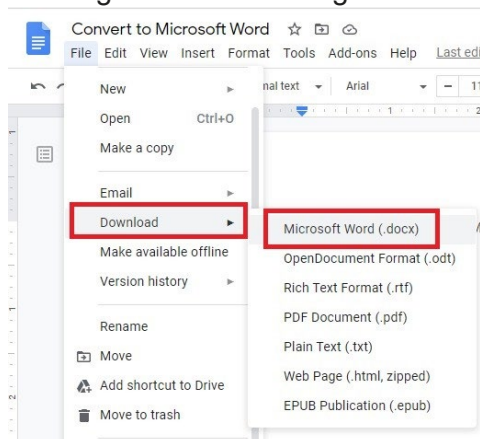 Convert to Microsoft Word
File Edit View Insert Format Tools Add-ons Help Last edi
nal text Arial 11
New
Open Ctrl+O
Make a copy
Email
Download
Make available offline
Version history
Rename
Move
Add shortcut to Drive
Move to trash
Microsoft Word (.docx)
OpenDocument Format (.odt)
Rich Text Format (.rtf)
PDF Document (.pdf)
Plain Text (.txt)
Web Page (.html, zipped)
EPUB Publication (.epub)